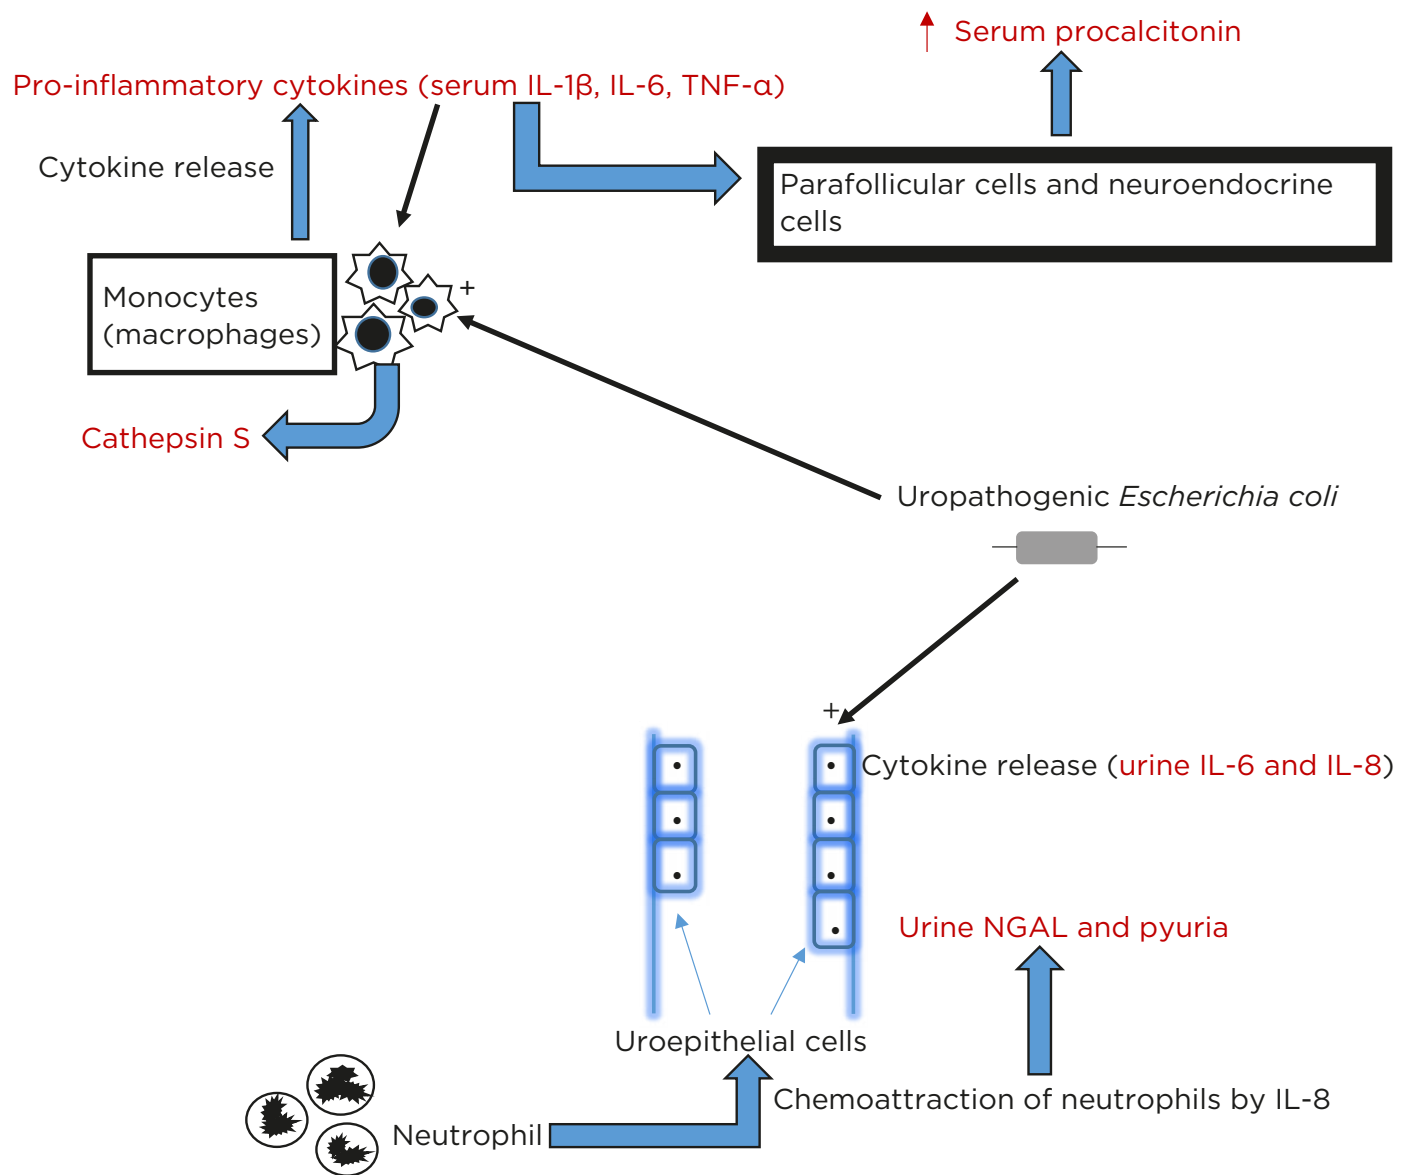 ↑ Serum procalcitonin
Pro-inflammatory cytokines (serum IL-1β, IL-6, TNF-α)
Cytokine release
Parafollicular cells and neuroendocrine
cells
+
Monocytes
(macrophages)
Cathepsin S
Uropathogenic Escherichia coli
+
Cytokine release (urine IL-6 and IL-8)
Urine NGAL and pyuria
Uroepithelial cells
Chemoattraction of neutrophils by IL-8
Neutrophil